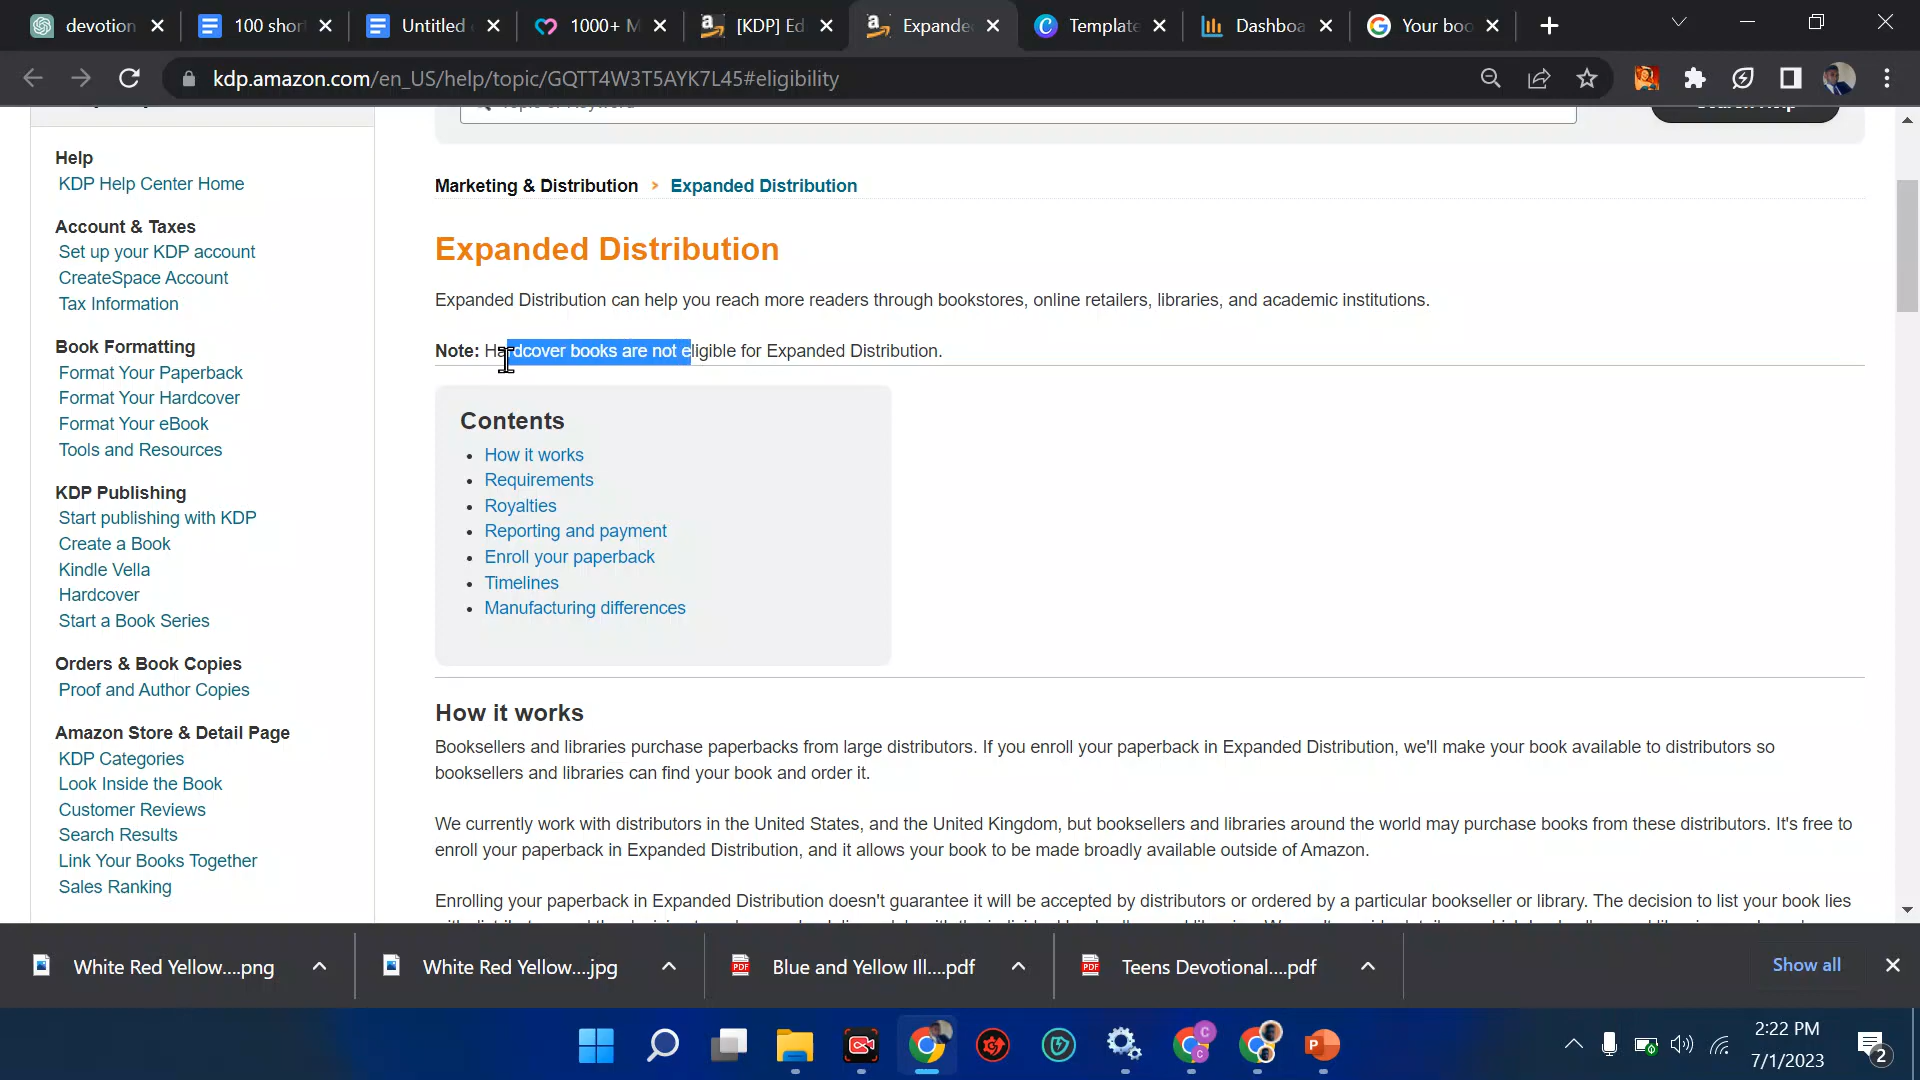 devotion
100 shor
Untitled
1000+ M
[KDP] Ed
Expande
Template
Dashboa
Your boo
kdp.amazon.com/en_US/help/topic/GQTT4W3T5AYK7L45#eligibility
Help
KDP Help Center Home
Account & Taxes
Set up your KDP account
CreateSpace Account
Tax Information
Book Formatting
Format Your Paperback
Format Your Hardcover
Format Your eBook
Tools and Resources
KDP Publishing
Start publishing with KDP
Create a Book
Kindle Vella
Hardcover
Start a Book Series
Orders & Book Copies
Proof and Author Copies
Amazon Store & Detail Page
KDP Categories
Look Inside the Book
Customer Reviews
Search Results
Link Your Books Together
Sales Ranking
Marketing & Distribution > Expanded Distribution
Expanded Distribution
Expanded Distribution can help you reach more readers through bookstores, online retailers, libraries, and academic institutions.
Note: Hardcover books are not eligible for Expanded Distribution.
Contents
• How it works
• Requirements
• Royalties
• Reporting and payment
• Enroll your paperback
• Timelines
• Manufacturing differences
How it works
Booksellers and libraries purchase paperbacks from large distributors. If you enroll your paperback in Expanded Distribution, we'll make your book available to distributors so
booksellers and libraries can find your book and order it.
We currently work with distributors in the United States, and the United Kingdom, but booksellers and libraries around the world may purchase books from these distributors. It's free to
enroll your paperback in Expanded Distribution, and it allows your book to be made broadly available outside of Amazon.
Enrolling your paperback in Expanded Distribution doesn't guarantee it will be accepted by distributors or ordered by a particular bookseller or library. The decision to list your book lies
White Red Yellow....png
White Red Yellow....jpg
Blue and Yellow Ill....pdf
Teens Devotional....pdf
Show all
2:22 PM
7/1/2023
2